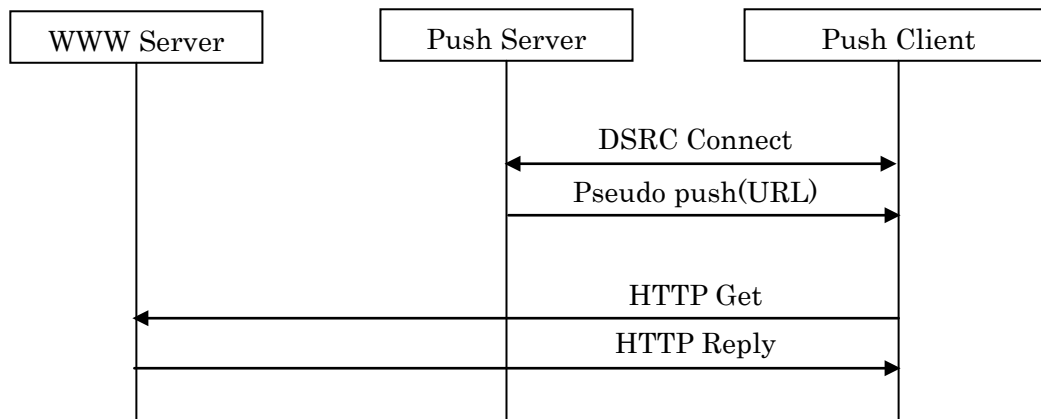 WWW Server
Push Server
Push Client
DSRC Connect
Pseudo push(URL)
HTTP Get
HTTP Reply